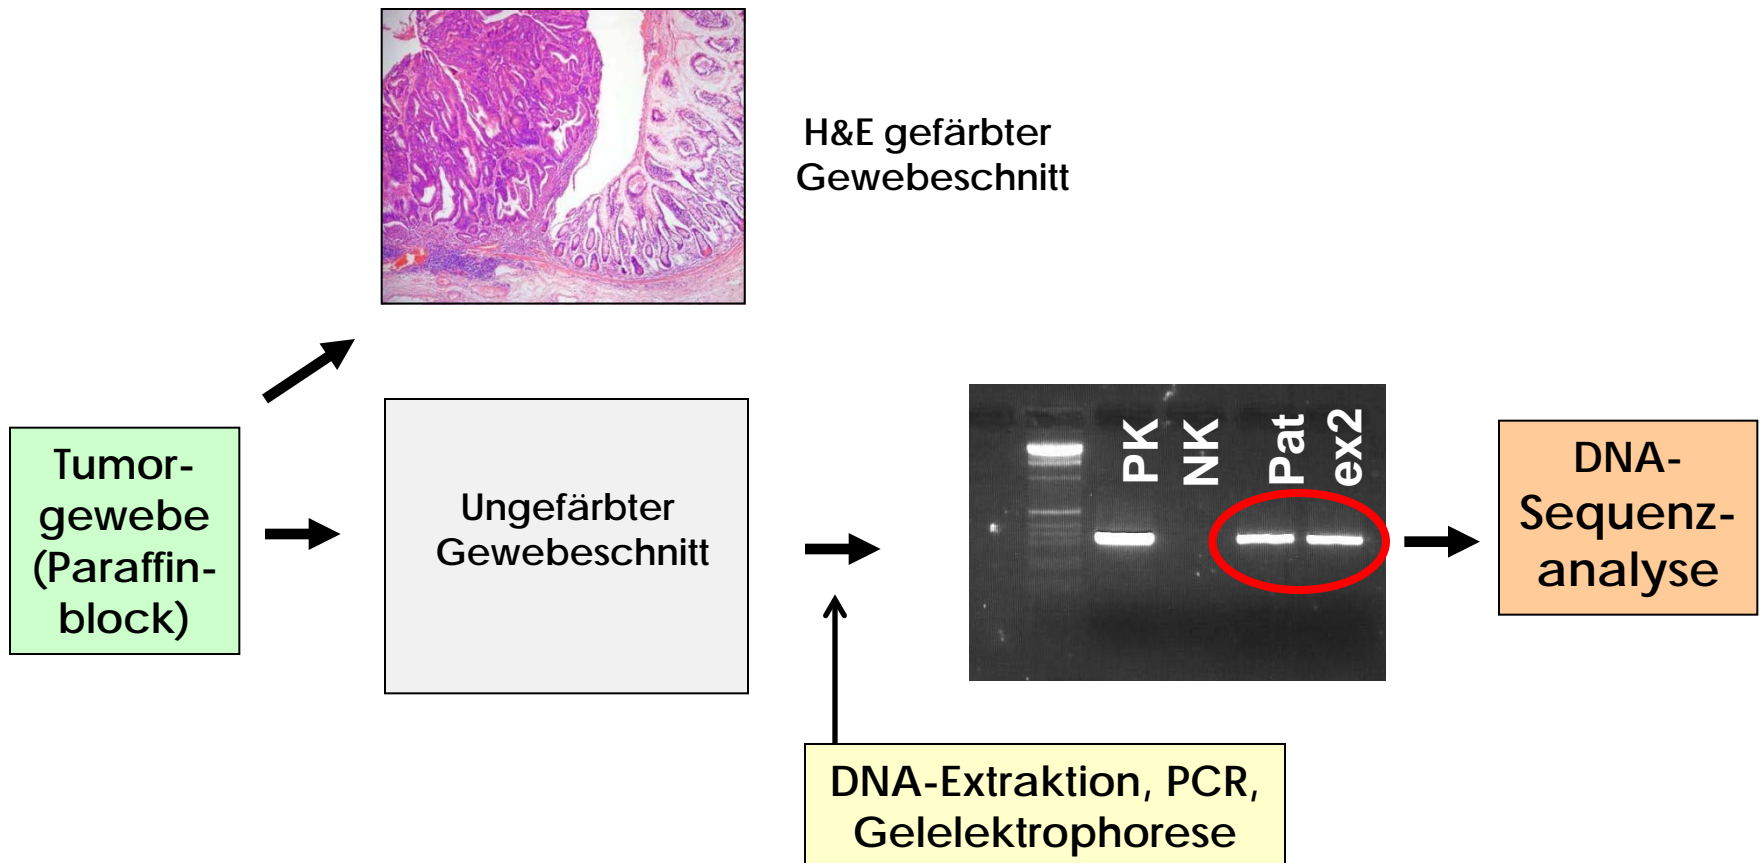 H&E gefärbter
Gewebeschnitt
Tumor-
gewebe
(Paraffin-
block)
Ungefärbter
Gewebeschnitt
PK
NK
Pat
ex2
DNA-
Sequenz-
analyse
DNA-Extraktion, PCR,
Gelelektrophorese